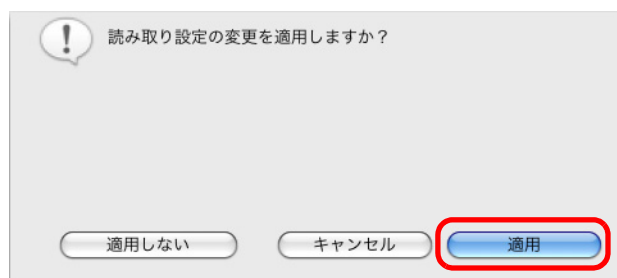 読み取り設定の変更を適用しますか？
適用しない キャンセル 適用